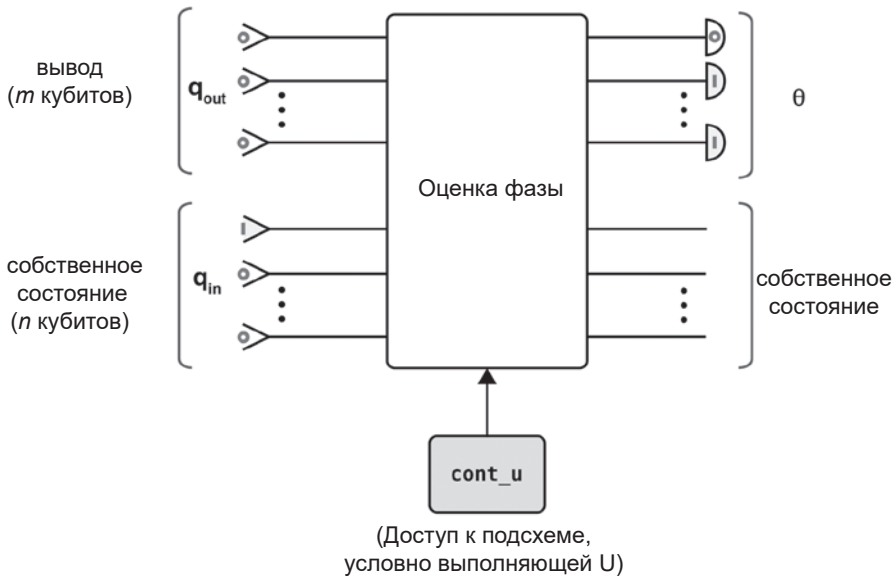 вывод
(m кубитов)
q_out
Оценка фазы
θ
собственное
состояние
(n кубитов)
q_in
собственное
состояние
cont_u
(Доступ к подсхеме,
условно выполняющей U)